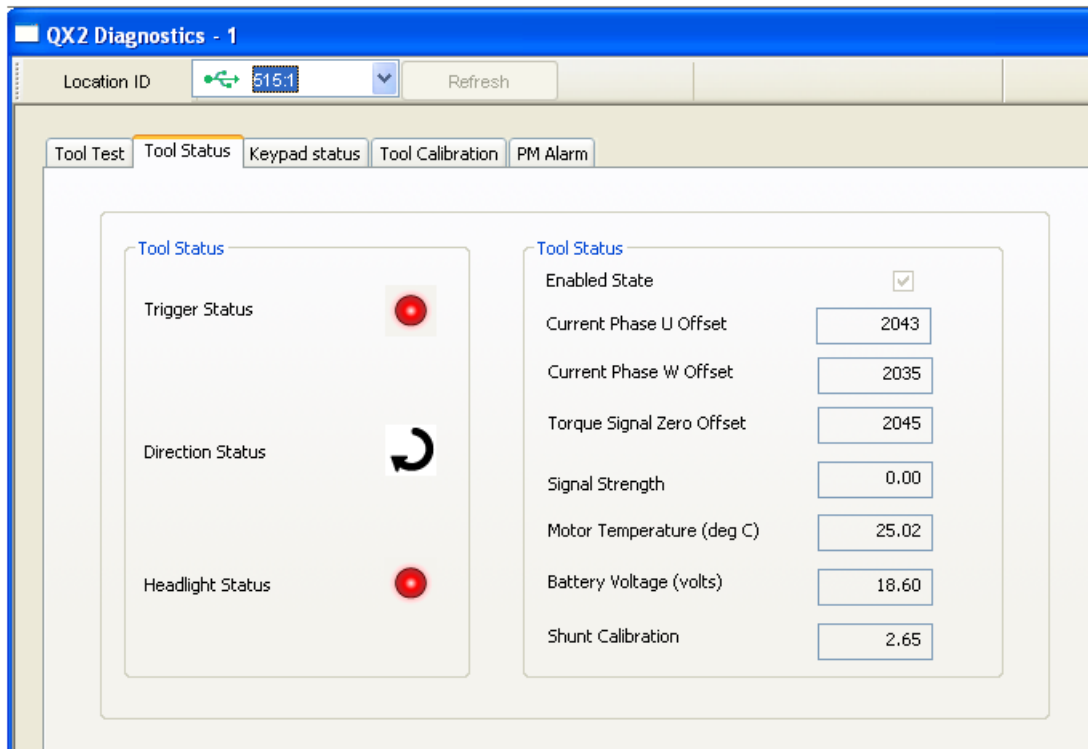 QX2 Diagnostics - 1
Location ID 515:1 Refresh
Tool Test Tool Status Keypad status Tool Calibration PM Alarm
Tool Status
Trigger Status
Direction Status
Headlight Status
Tool Status
Enabled State
Current Phase U Offset 2043
Current Phase W Offset 2035
Torque Signal Zero Offset 2045
Signal Strength 0.00
Motor Temperature (deg C) 25.02
Battery Voltage (volts) 18.60
Shunt Calibration 2.65